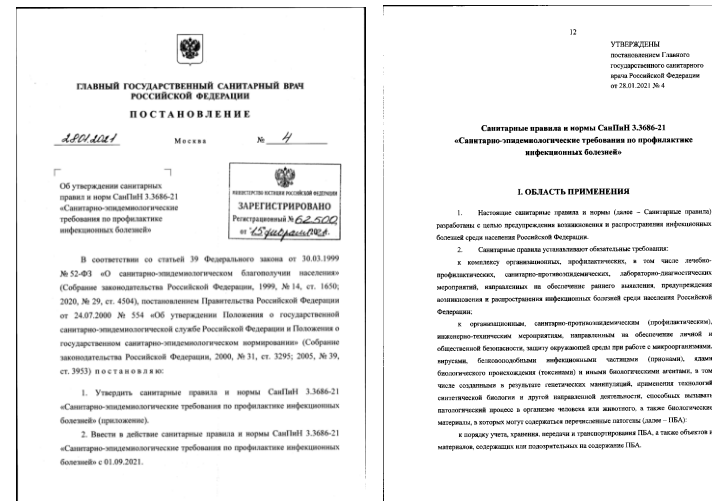 ГЛАВНЫЙ ГОСУДАРСТВЕННЫЙ САНИТАРНЫЙ ВРАЧ
РОССИЙСКОЙ ФЕДЕРАЦИИ
ПОСТАНОВЛЕНИЕ
28.01.2021
Москва
№ 4
Об утверждении санитарных
правил и норм СанПиН 3.3686-21
«Санитарно-эпидемиологические
требования по профилактике
инфекционных болезней»
МИНИСТЕРСТВО ЮСТИЦИИ РОССИЙСКОЙ ФЕДЕРАЦИИ
ЗАРЕГИСТРИРОВАНО
Регистрационный № 62500
от "15 февраля
В соответствии со статьей 39 Федерального закона от 30.03.1999
№ 52-ФЗ «О санитарно-эпидемиологическом благополучии населения»
(Собрание законодательства Российской Федерации, 1999, № 14, ст. 1650;
2020, № 29, ст. 4504), постановлением Правительства Российской Федерации
от 24.07.2000 № 554 «Об утверждении Положения о государственной
санитарно-эпидемиологической службе Российской Федерации и Положения о
государственном санитарно-эпидемиологическом нормировании» (Собрание
законодательства Российской Федерации, 2000, № 31, ст. 3295; 2005, № 39,
ст. 3953) постановляю:
1. Утвердить санитарные правила и нормы СанПиН 3.3686-21
«Санитарно-эпидемиологические требования по профилактике инфекционных
болезней» (приложение).
2. Ввести в действие санитарные правила и нормы СанПиН 3.3686-21
«Санитарно-эпидемиологические требования по профилактике инфекционных
болезней» с 01.09.2021.
12
УТВЕРЖДЕНЫ
постановлением Главного
государственного санитарного
врача Российской Федерации
от 28.01.2021 № 4
Санитарные правила и нормы СанПиН 3.3686-21
«Санитарно-эпидемиологические требования по профилактике
инфекционных болезней»
I. ОБЛАСТЬ ПРИМЕНЕНИЯ
1. Настоящие санитарные правила и нормы (далее – Санитарные правила)
разработаны с целью предупреждения возникновения и распространения инфекционных
болезней среди населения Российской Федерации.
2. Санитарные правила устанавливают обязательные требования:
к комплексу организационных, профилактических, в том числе лечебно-
профилактических, санитарно-противоэпидемических, лабораторно-диагностических
мероприятий, направленных на обеспечение раннего выявления, предупреждения
возникновения и распространения инфекционных болезней среди населения Российской
Федерации;
к организационным, санитарно-противоэпидемическим (профилактическим),
инженерно-техническим мероприятиям, направленным на обеспечение личной и
общественной безопасности, защиту окружающей среды при работе с микроорганизмами,
вирусами, белковоподобными инфекционными частицами (прионами), ядами
биологического происхождения (токсинами) и иными биологическими агентами, в том
числе созданными в результате генетических манипуляций, применения технологий
синтетической биологии и другой направленной деятельности, способных вызывать
патологический процесс в организме человека или животного, а также биологические
материалы, в которых могут содержаться перечисленные патогены (далее – ПБА):
к порядку учета, хранения, передачи и транспортирования ПБА, а также объектов и
материалов, содержащих или подозрительных на содержание ПБА.